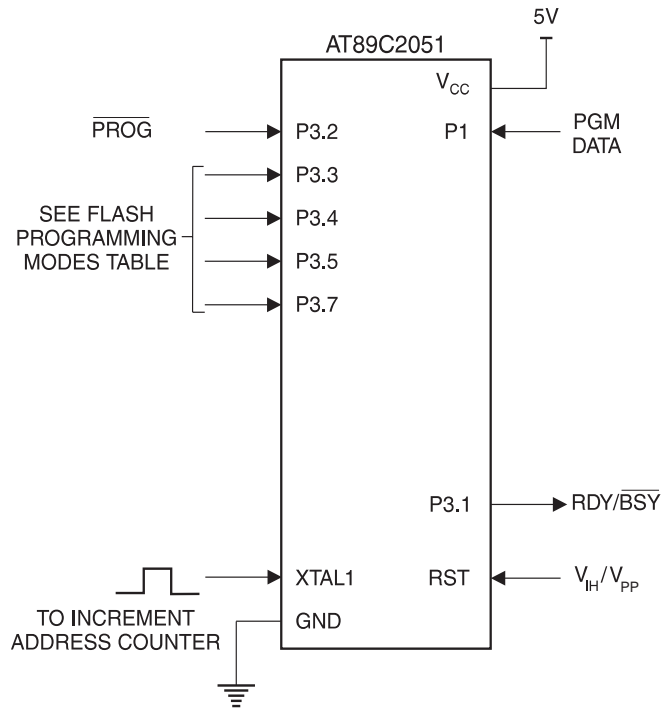 5V
AT89C2051
VCC
PROG
P3.2
P1
PGM
DATA
P3.3
SEE FLASH
PROGRAMMING
MODES TABLE
P3.4
P3.5
P3.7
P3.1
RDY/BSY
XTAL1
RST
VIH/VPP
TO INCREMENT
ADDRESS COUNTER
GND